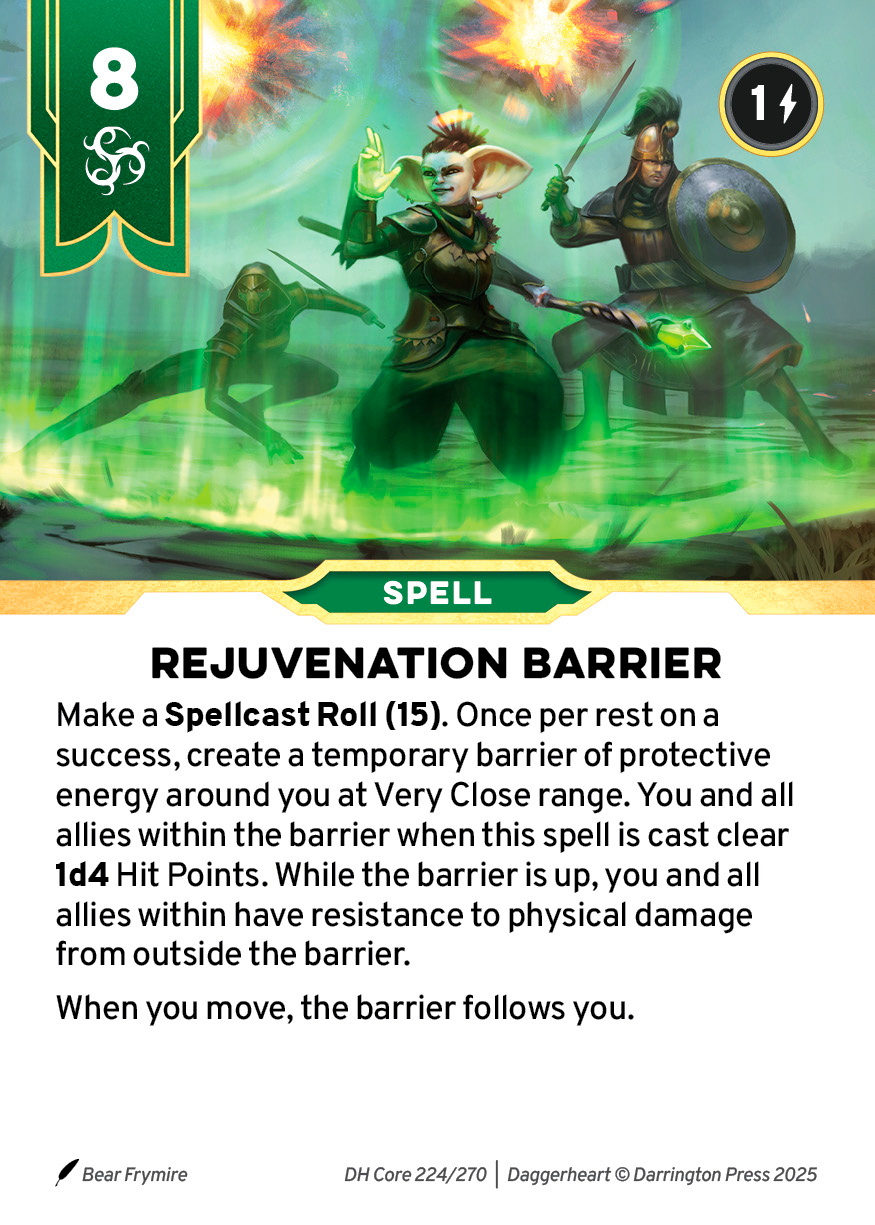 8
1
SPELL
REJUVENATION BARRIER
Make a Spellcast Roll (15). Once per rest on a
success, create a temporary barrier of protective
energy around you at Very Close range. You and all
allies within the barrier when this spell is cast clear
1d4 Hit Points. While the barrier is up, you and all
allies within have resistance to physical damage
from outside the barrier.
When you move, the barrier follows you.
Bear Frymire
DH Core 224/270 | Daggerheart © Darrington Press 2025